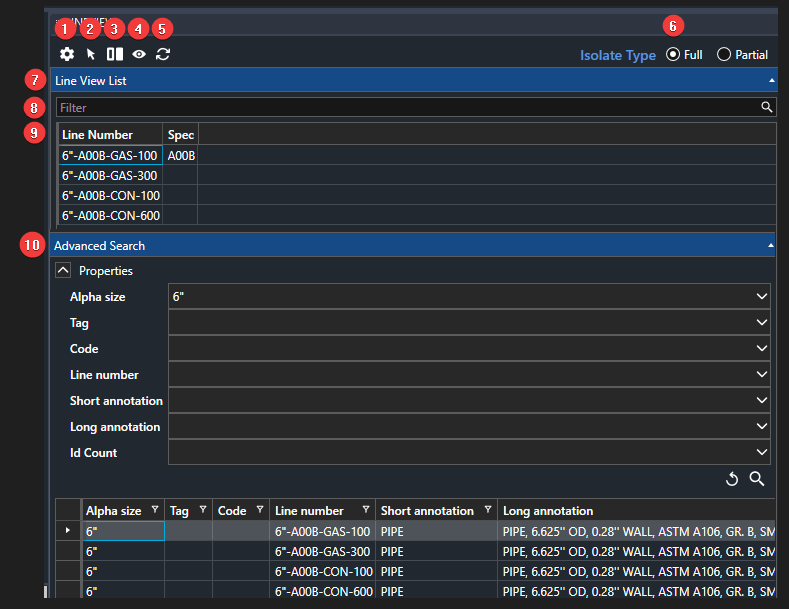 1 2 3 4 5 6
Isolate Type Full Partial
7 Line View List
8 Filter
9 Line Number Spec
6"-A00B-GAS-100 A00B
6"-A00B-GAS-300
6"-A00B-CON-100
6"-A00B-CON-600
10 Advanced Search
Properties
Alpha size 6"
Tag
Code
Line number
Short annotation
Long annotation
Id Count
Alpha size Tag Code Line number Short annotation Long annotation
6" 6"-A00B-GAS-100 PIPE PIPE, 6.625" OD, 0.28" WALL, ASTM A106, GR. B, SM
6" 6"-A00B-GAS-300 PIPE PIPE, 6.625" OD, 0.28" WALL, ASTM A106, GR. B, SM
6" 6"-A00B-CON-100 PIPE PIPE, 6.625" OD, 0.28" WALL, ASTM A106, GR. B, SM
6" 6"-A00B-CON-600 PIPE PIPE, 6.625" OD, 0.28" WALL, ASTM A106, GR. B, SM